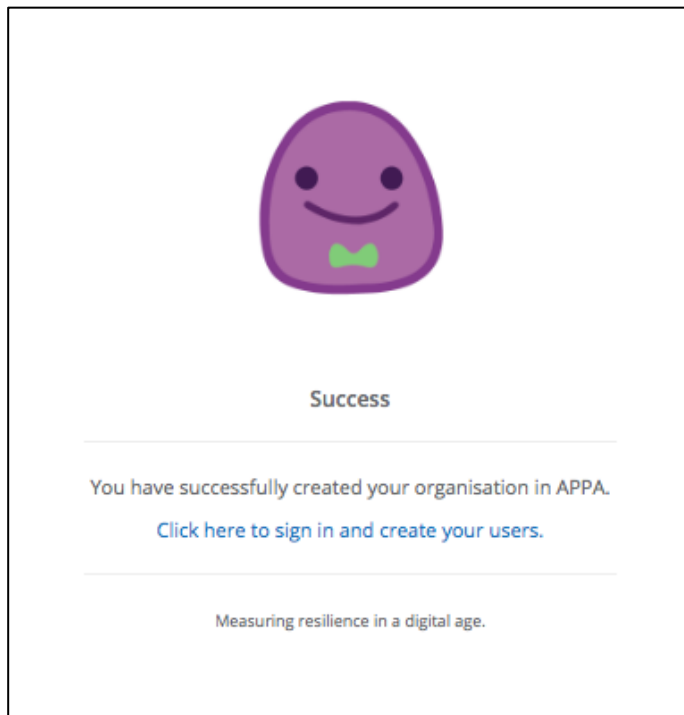 Success
You have successfully created your organisation in APPA.
Click here to sign in and create your users.
Measuring resilience in a digital age.